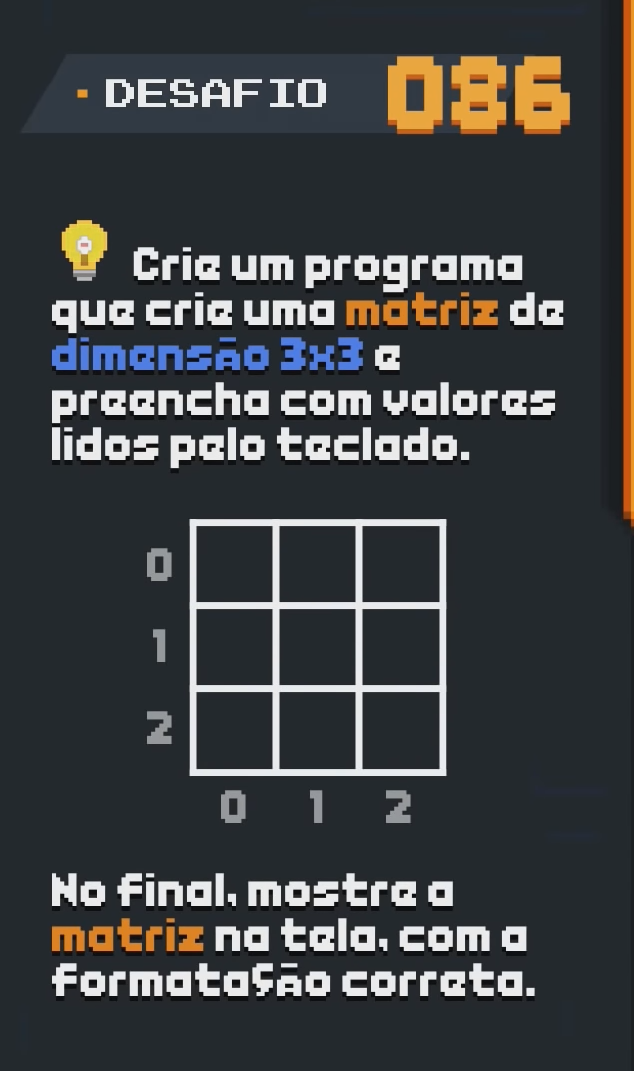 DESAFIO 086
Crie um programa
que crie uma matriz de
dimensão 3x3 e
preencha com valores
lidos pelo teclado.
0
1
2
0 1 2
No final, mostre a
matriz na tela, com a
formatação correta.